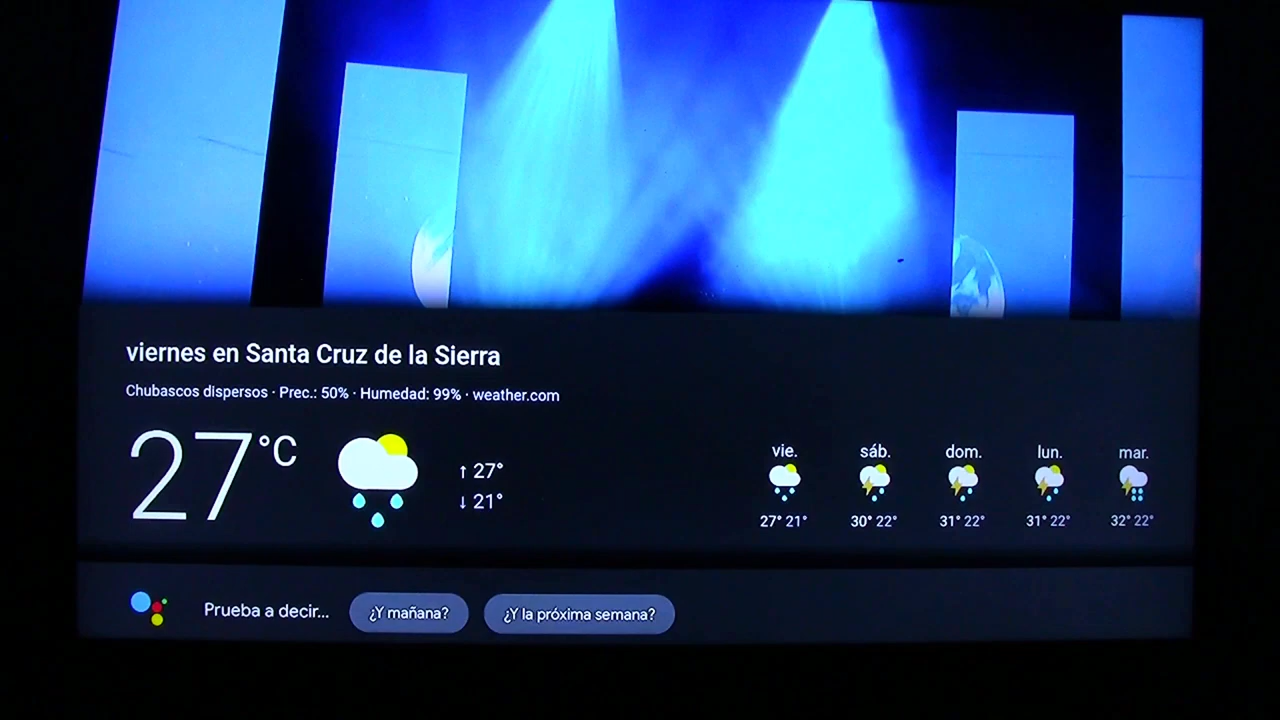 viernes en Santa Cruz de la Sierra
Chubascos dispersos · Prec.: 50% · Humedad: 99% · weather.com
27°C
↑ 27°
↓ 21°
vie. sáb. dom. lun. mar.
27° 21° 30° 22° 31° 22° 31° 22° 32° 22°
Prueba a decir... ¿Y mañana? ¿Y la próxima semana?